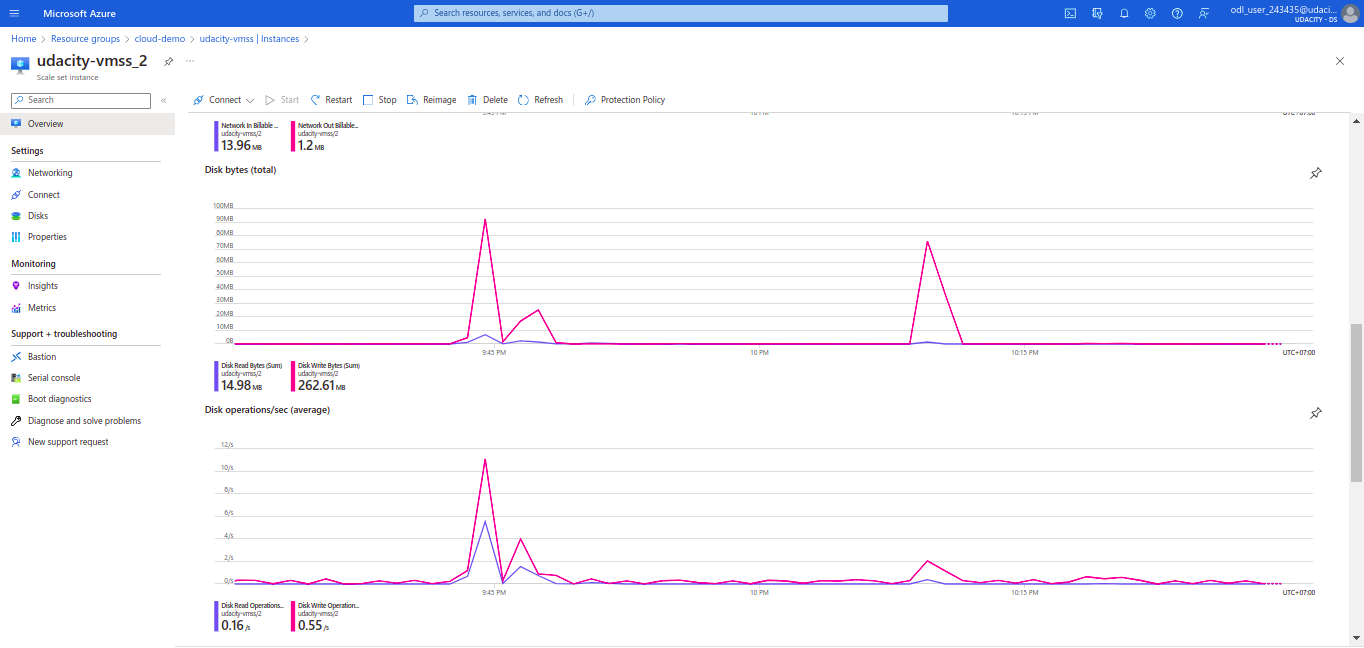 Microsoft Azure
Search resources, services, and docs (G+/)
odl_user_243435@udaci...
UDACITY - DS
Home > Resource groups > cloud-demo > udacity-vmss | Instances >
udacity-vmss_2
...
Scale set instance
Search
«
Connect
Start
Restart
Stop
Reimage
Delete
Refresh
Protection Policy
Overview
Settings
Networking
Connect
Disks
Properties
Monitoring
Insights
Metrics
Support + troubleshooting
Bastion
Serial console
Boot diagnostics
Diagnose and solve problems
New support request
9:45 PM
10 PM
10:15 PM
UTC+07:00
Network In Billable ...
udacity-vmss/2
13.96 MB
Network Out Billable...
udacity-vmss/2
1.2 MB
Disk bytes (total)
100MB
90MB
80MB
70MB
60MB
50MB
40MB
30MB
20MB
10MB
0B
9:45 PM
10 PM
10:15 PM
UTC+07:00
Disk Read Bytes (Sum)
udacity-vmss/2
14.98 MB
Disk Write Bytes (Sum)
udacity-vmss/2
262.61 MB
Disk operations/sec (average)
12/s
10/s
8/s
6/s
4/s
2/s
0/s
9:45 PM
10 PM
10:15 PM
UTC+07:00
Disk Read Operations...
udacity-vmss/2
0.16 /s
Disk Write Operation...
udacity-vmss/2
0.55 /s